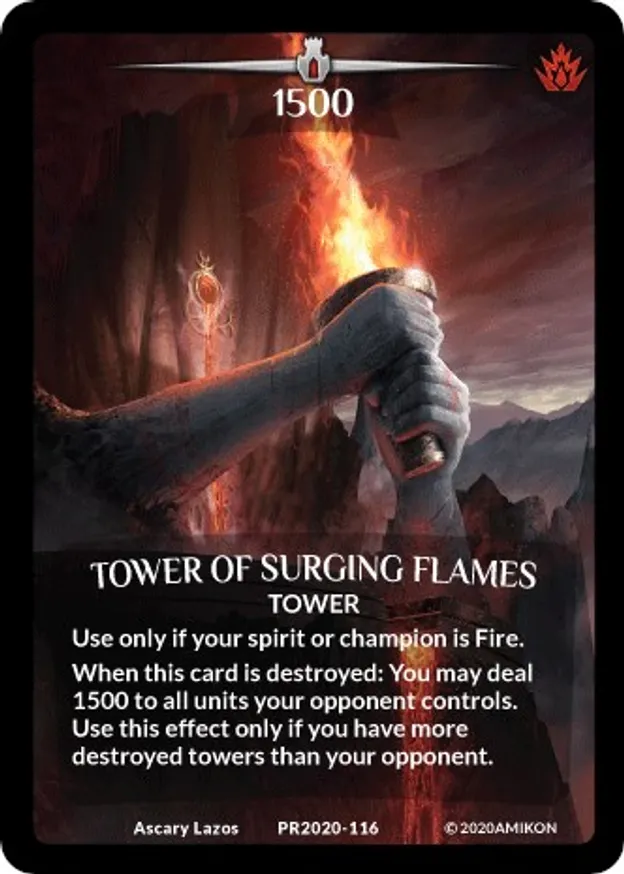 1500
TOWER OF SURGING FLAMES
TOWER
Use only if your spirit or champion is Fire.
When this card is destroyed: You may deal
1500 to all units your opponent controls.
Use this effect only if you have more
destroyed towers than your opponent.
Ascary Lazos PR2020-116 © 2020AMIKON